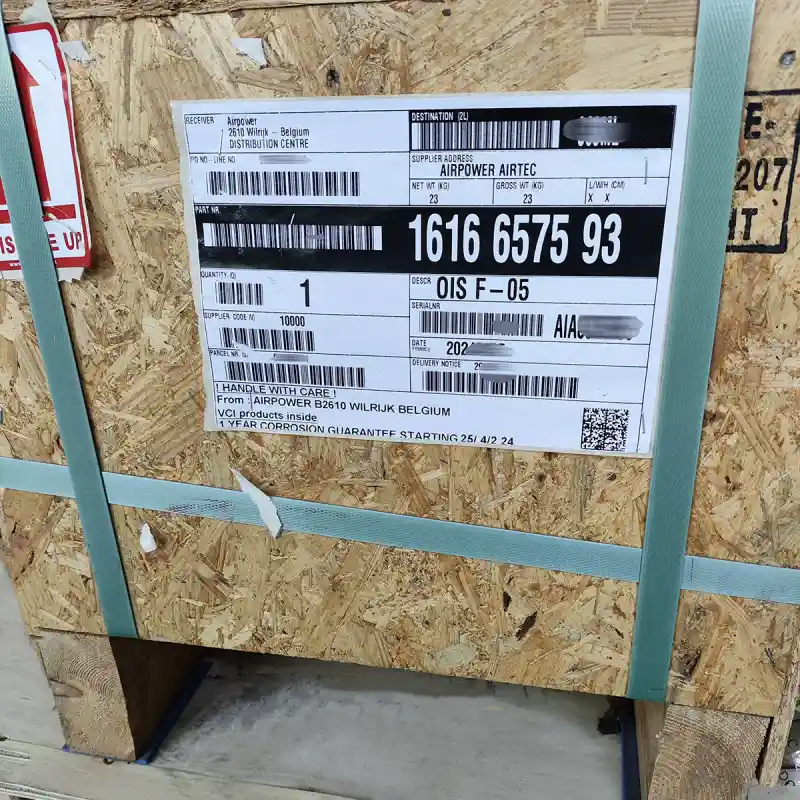 RECEIVER Airpower
2610 Wilrijk - Belgium
DISTRIBUTION CENTRE
DESTINATION (2L)
PO NO - LINE NO
SUPPLIER ADDRESS
AIRPOWER AIRTEC
NET WT (KG) GROSS WT (KG) L/W/H (CM)
23 23 X X
PART NR.
1616 6575 93
QUANTITY (Q)
1
DESCR OIS F-05
SERIALNR
SUPPLIER CODE 10000
DATE
PARCEL NR.
DELIVERY NOTICE
! HANDLE WITH CARE !
From : AIRPOWER B2610 WILRIJK BELGIUM
VCI products inside
1 YEAR CORROSION GUARANTEE STARTING 25/ 4/2 24
UP
207
HT